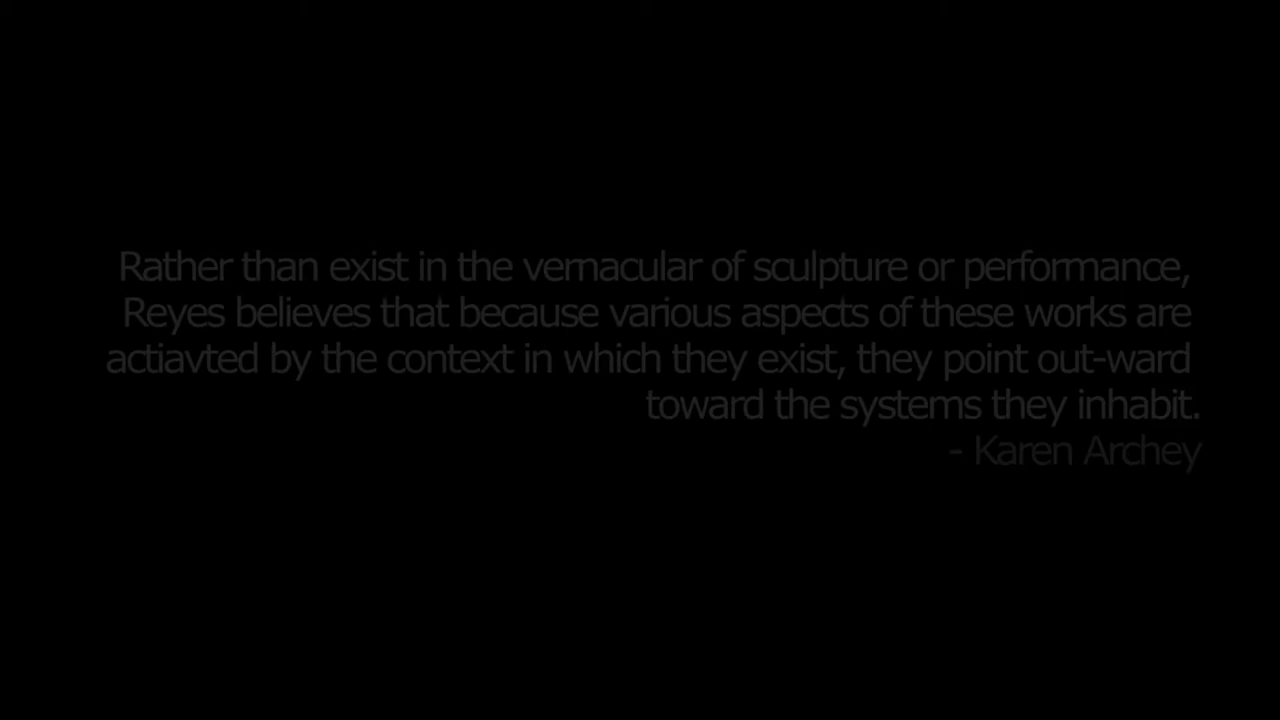 Rather than exist in the vernacular of sculpture or performance,
Reyes believes that because various aspects of these works are
actiavted by the context in which they exist, they point out-ward
toward the systems they inhabit.
- Karen Archey